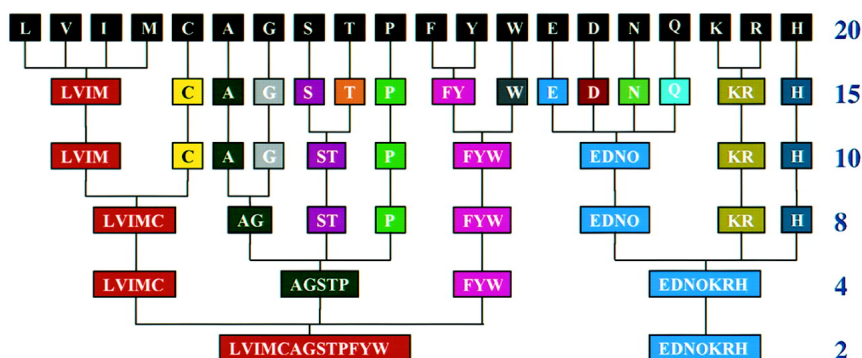 L V I M C A G S T P F Y W E D N Q K R H 20
LVIM C A G S T P FY W E D N Q KR H 15
LVIM C A G ST P FYW EDNO KR H 10
LVIMC AG ST P FYW EDNO KR H 8
LVIMC AGSTP FYW EDNOKRH 4
LVIMCAGSTPFYW EDNOKRH 2